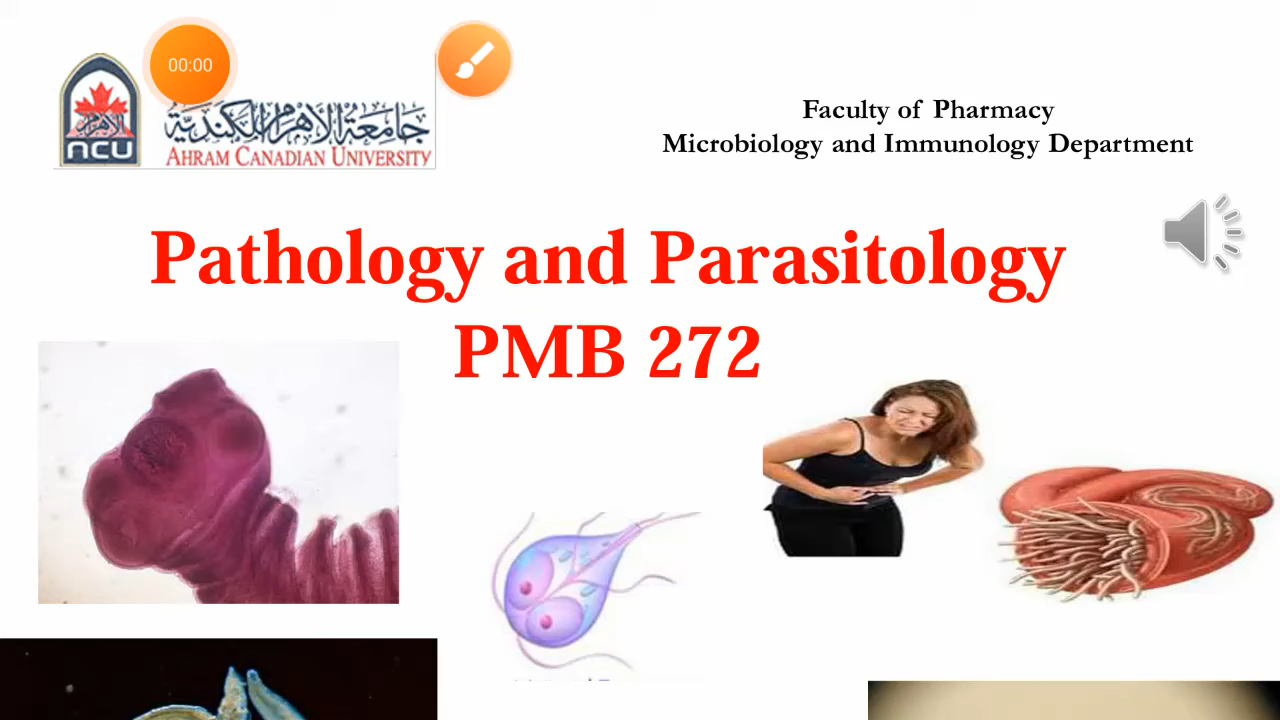 00:00
الأهرام
ncu
جامعة الأهرام الكندية
AHRAM CANADIAN UNIVERSITY
Faculty of Pharmacy
Microbiology and Immunology Department
Pathology and Parasitology
PMB 272